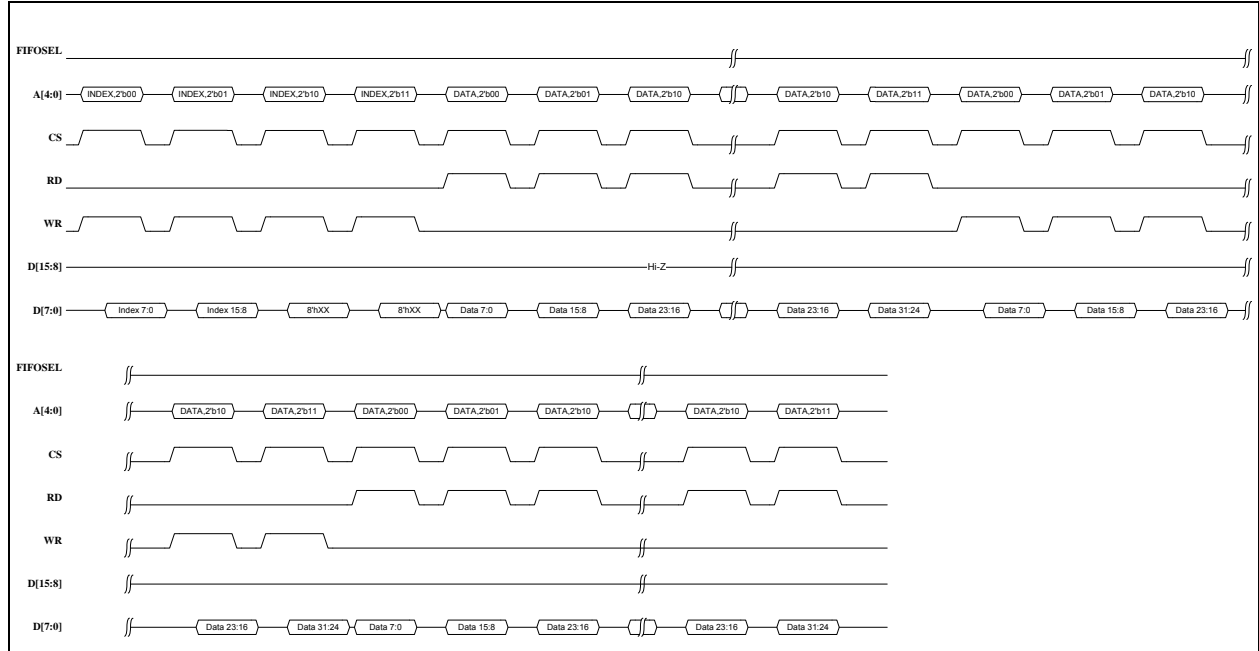 FIFOSEL
A[4:0] INDEX,2'b00 INDEX,2'b01 INDEX,2'b10 INDEX,2'b11 DATA,2'b00 DATA,2'b01 DATA,2'b10 DATA,2'b10 DATA,2'b11 DATA,2'b00 DATA,2'b01 DATA,2'b10
CS
RD
WR
D[15:8] Hi-Z
D[7:0] Index 7:0 Index 15:8 8'hXX 8'hXX Data 7:0 Data 15:8 Data 23:16 Data 23:16 Data 31:24 Data 7:0 Data 15:8 Data 23:16
FIFOSEL
A[4:0] DATA,2'b10 DATA,2'b11 DATA,2'b00 DATA,2'b01 DATA,2'b10 DATA,2'b10 DATA,2'b11
CS
RD
WR
D[15:8]
D[7:0] Data 23:16 Data 31:24 Data 7:0 Data 15:8 Data 23:16 Data 23:16 Data 31:24